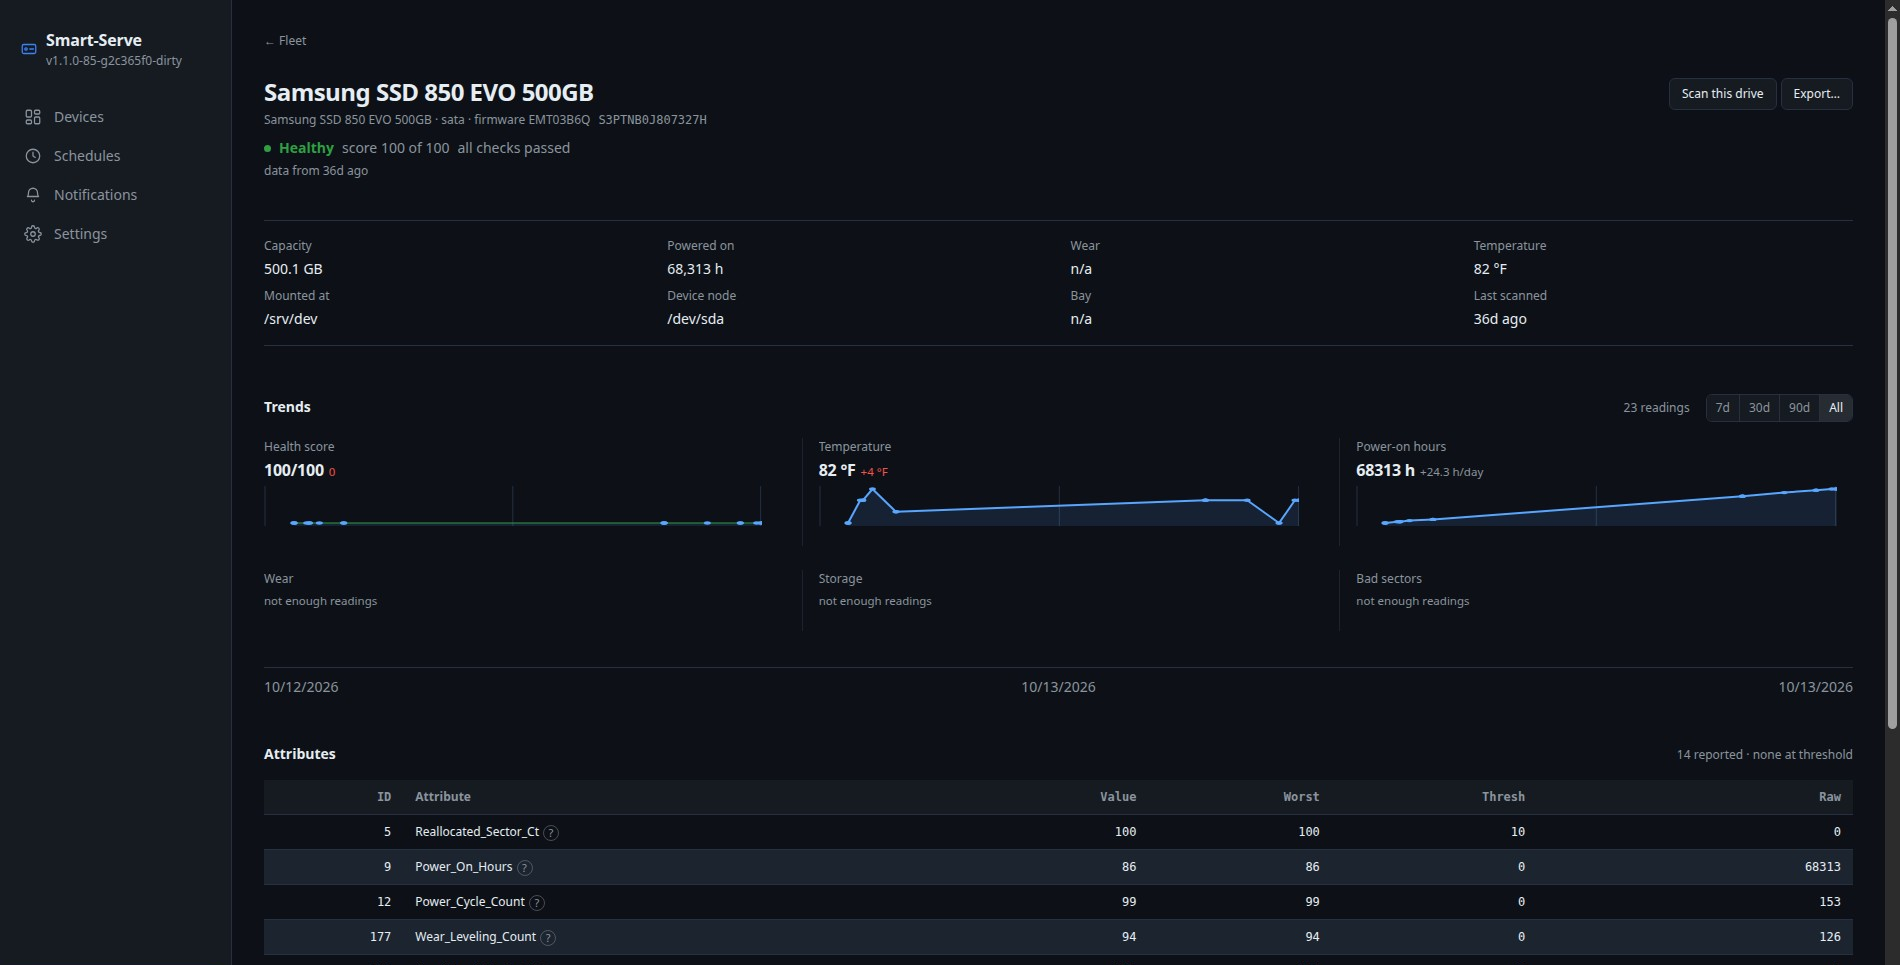 Smart-Serve
v1.1.0-85-g2c365f0-dirty
Devices
Schedules
Notifications
Settings
← Fleet
Samsung SSD 850 EVO 500GB
Scan this drive
Export...
Samsung SSD 850 EVO 500GB · sata · firmware EMT03B6Q S3PTNB0J807327H
Healthy score 100 of 100 all checks passed
data from 36d ago
Capacity
500.1 GB
Powered on
68,313 h
Wear
n/a
Temperature
82 °F
Mounted at
/srv/dev
Device node
/dev/sda
Bay
n/a
Last scanned
36d ago
Trends
23 readings
7d 30d 90d All
Health score
100/100 0
Temperature
82 °F +4 °F
Power-on hours
68313 h +24.3 h/day
Wear
not enough readings
Storage
not enough readings
Bad sectors
not enough readings
10/12/2026 10/13/2026 10/13/2026
Attributes
14 reported · none at threshold
ID Attribute Value Worst Thresh Raw
5 Reallocated_Sector_Ct ? 100 100 10 0
9 Power_On_Hours ? 86 86 0 68313
12 Power_Cycle_Count ? 99 99 0 153
177 Wear_Leveling_Count ? 94 94 0 126